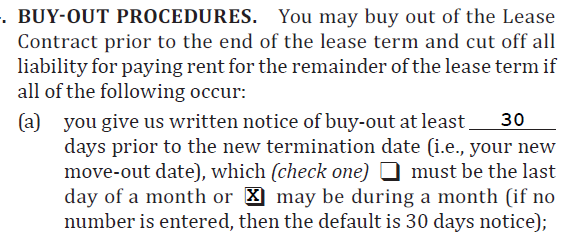 . BUY-OUT PROCEDURES. You may buy out of the Lease
Contract prior to the end of the lease term and cut off all
liability for paying rent for the remainder of the lease term if
all of the following occur:
(a) you give us written notice of buy-out at least 30
days prior to the new termination date (i.e., your new
move-out date), which (check one) ❏ must be the last
day of a month or ☒ may be during a month (if no
number is entered, then the default is 30 days notice);